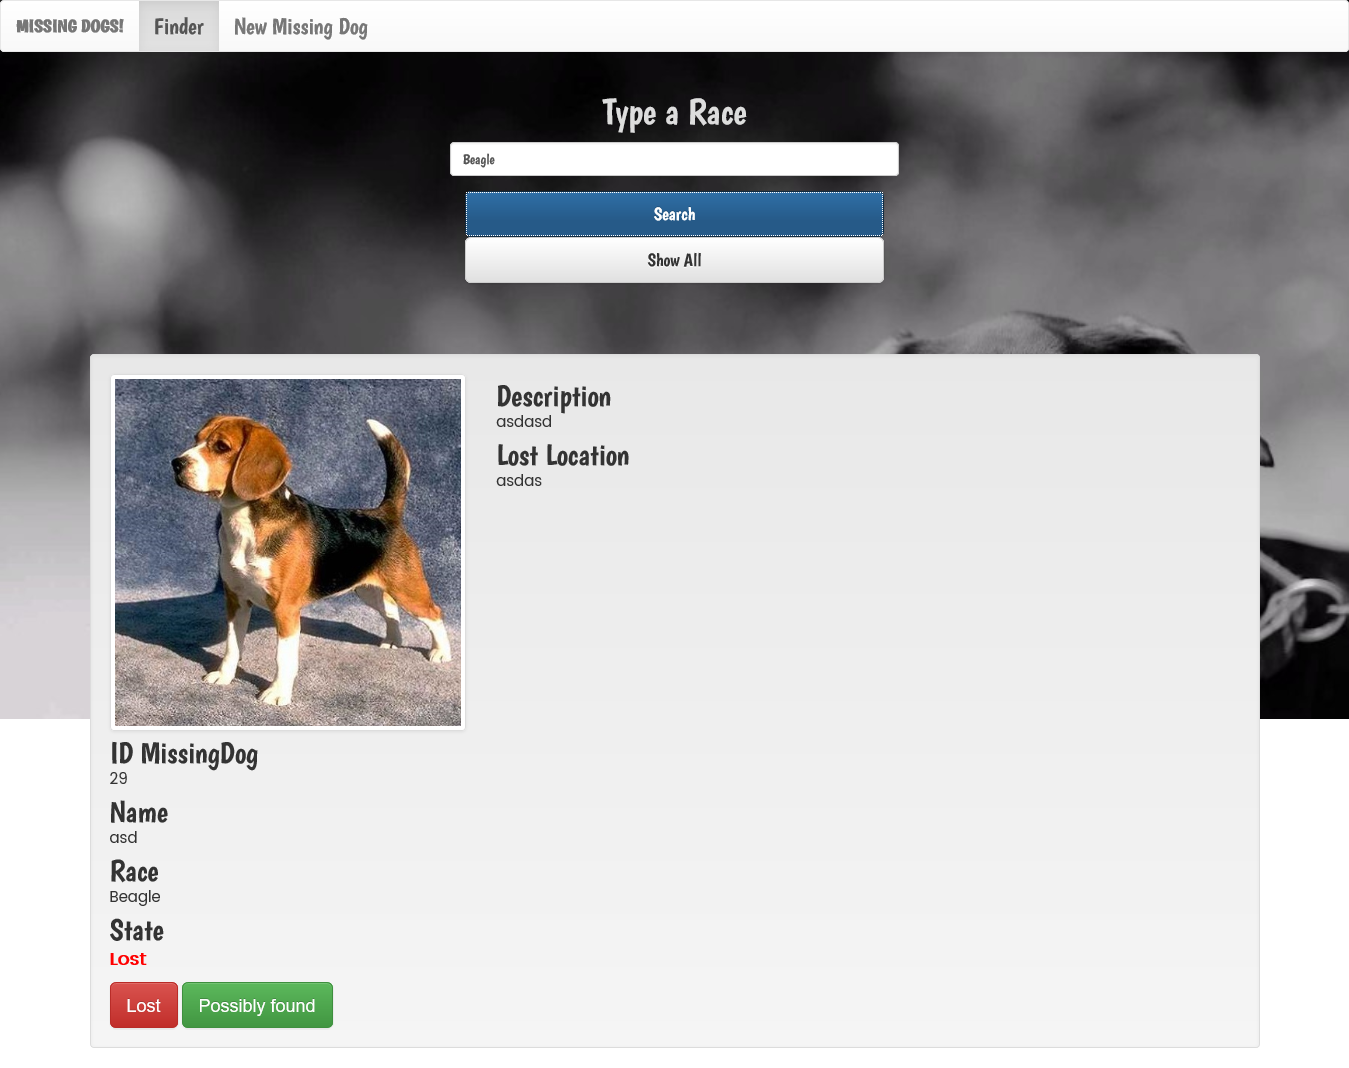 MISSING DOGS!
Finder
New Missing Dog
Type a Race
Beagle
Search
Show All
Description
asdasd
Lost Location
asdas
ID MissingDog
29
Name
asd
Race
Beagle
State
Lost
Lost
Possibly found